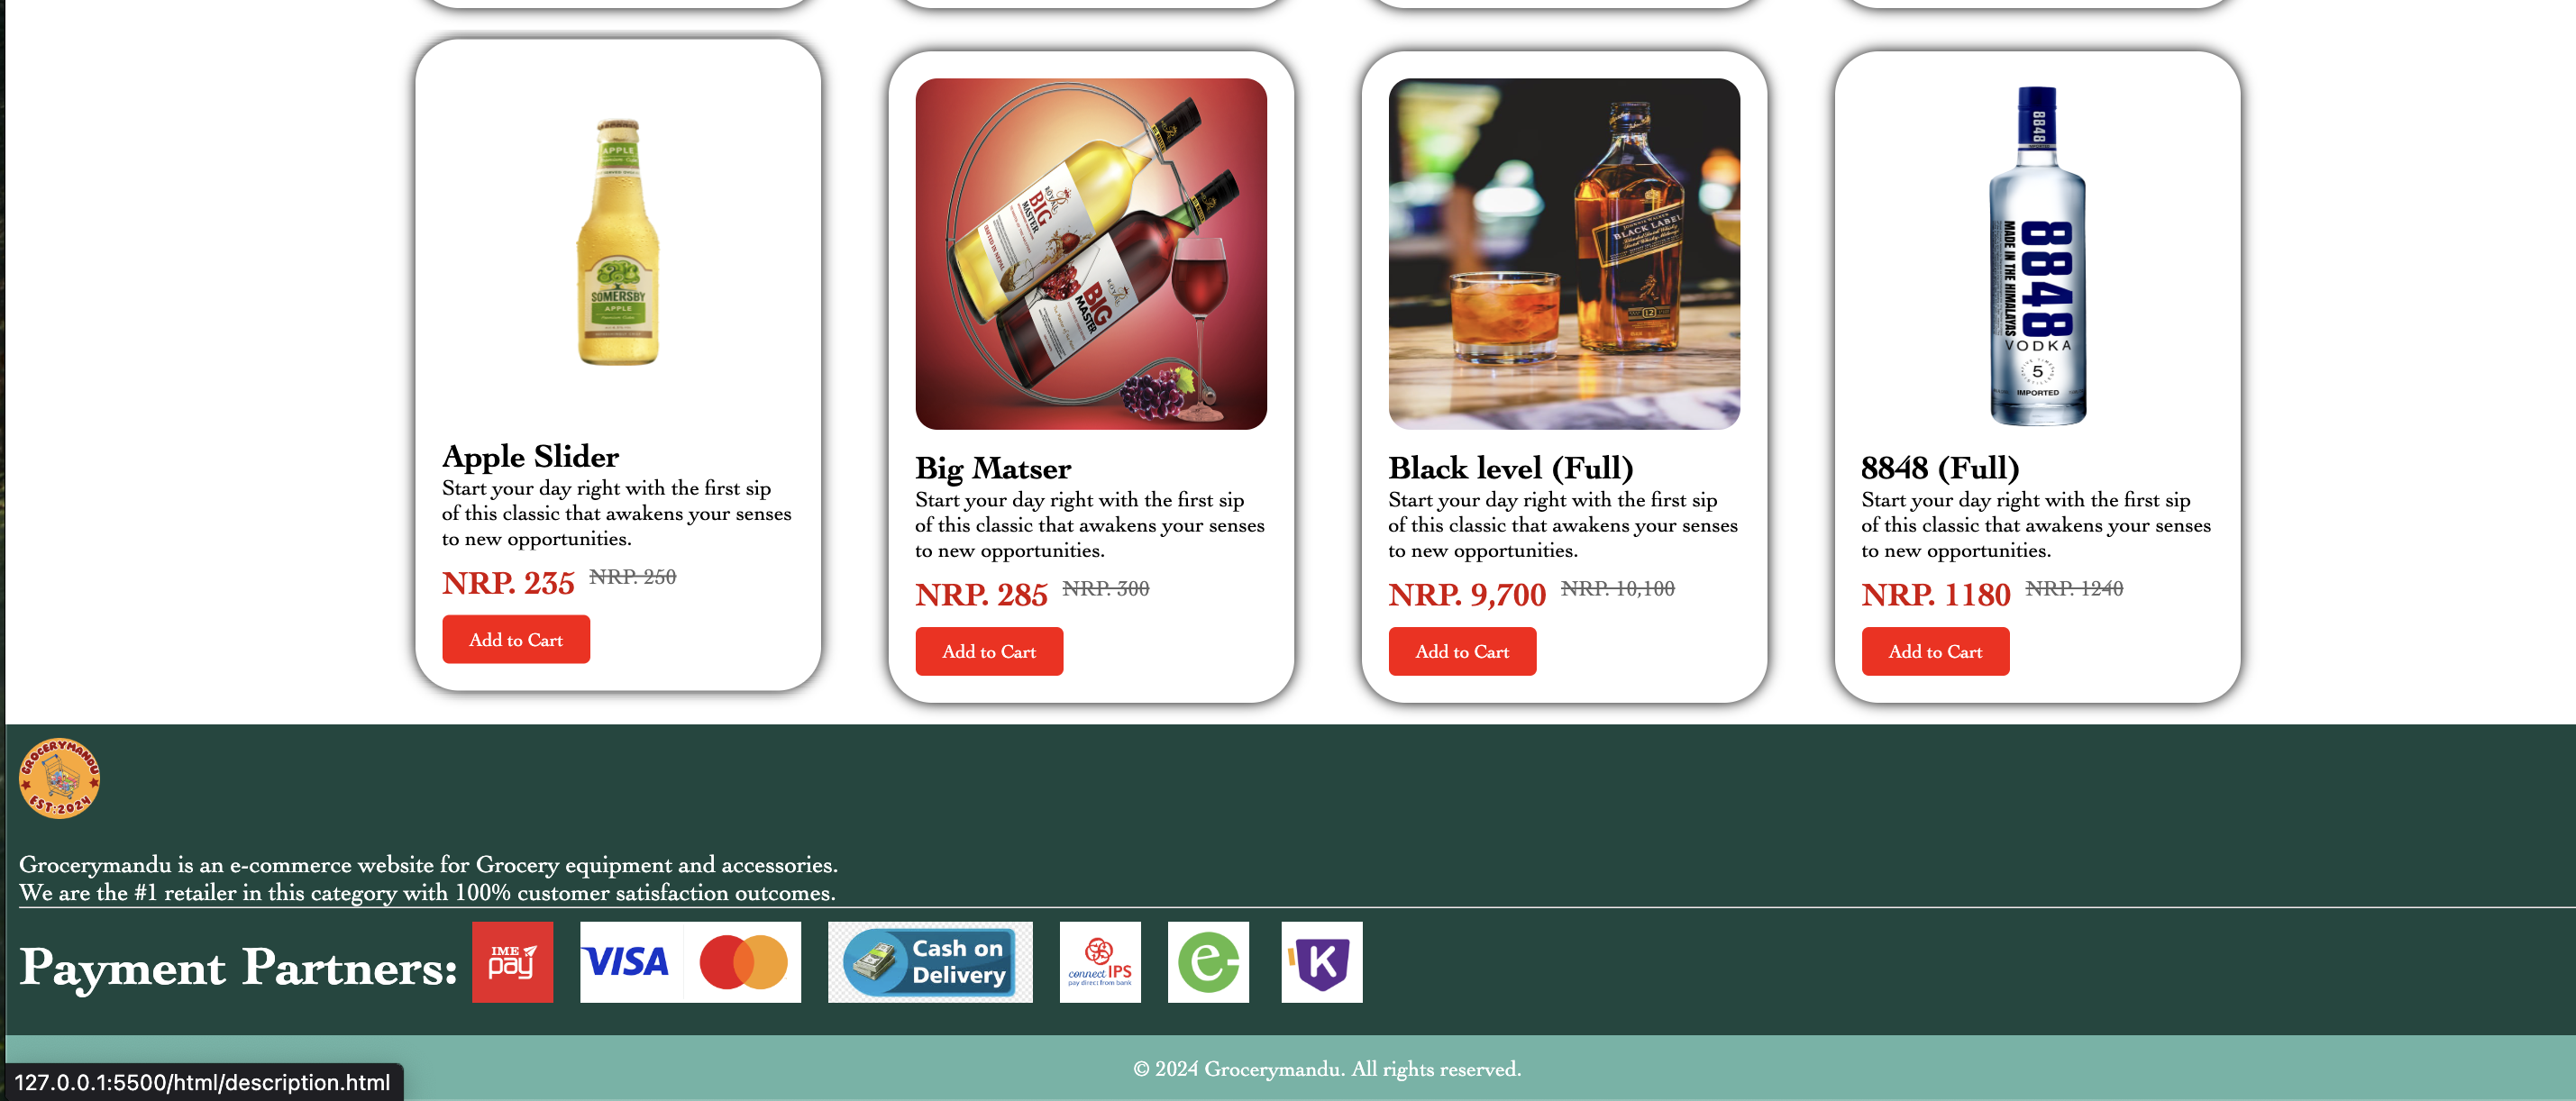 APPLE
SOMERSBY
APPLE
ROYAL
BIG
MASTER
CRAFTED IN NEPAL
BIG
MASTER
BLACK LABEL
12
8848
8848
MADE IN THE HIMALAYAS
VODKA
5
IMPORTED
Apple Slider
Start your day right with the first sip
of this classic that awakens your senses
to new opportunities.
NRP. 235 NRP. 250
Add to Cart
Big Matser
Start your day right with the first sip
of this classic that awakens your senses
to new opportunities.
NRP. 285 NRP. 300
Add to Cart
Black level (Full)
Start your day right with the first sip
of this classic that awakens your senses
to new opportunities.
NRP. 9,700 NRP. 10,100
Add to Cart
8848 (Full)
Start your day right with the first sip
of this classic that awakens your senses
to new opportunities.
NRP. 1180 NRP. 1240
Add to Cart
GROCERYMANDU
EST:2024
Grocerymandu is an e-commerce website for Grocery equipment and accessories.
We are the #1 retailer in this category with 100% customer satisfaction outcomes.
Payment Partners:
IME
pay
VISA
Cash on
Delivery
connect IPS
pay direct from bank
e
K
© 2024 Grocerymandu. All rights reserved.
127.0.0.1:5500/html/description.html